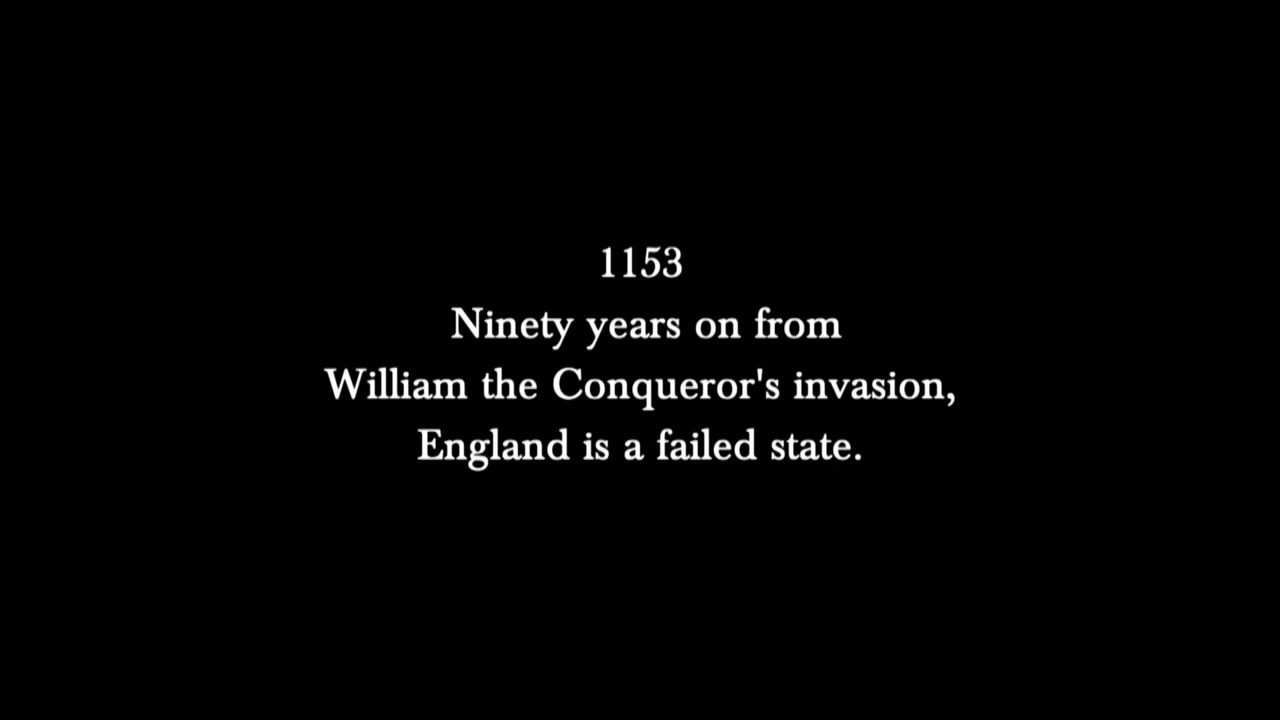 1153
Ninety years on from
William the Conqueror's invasion,
England is a failed state.